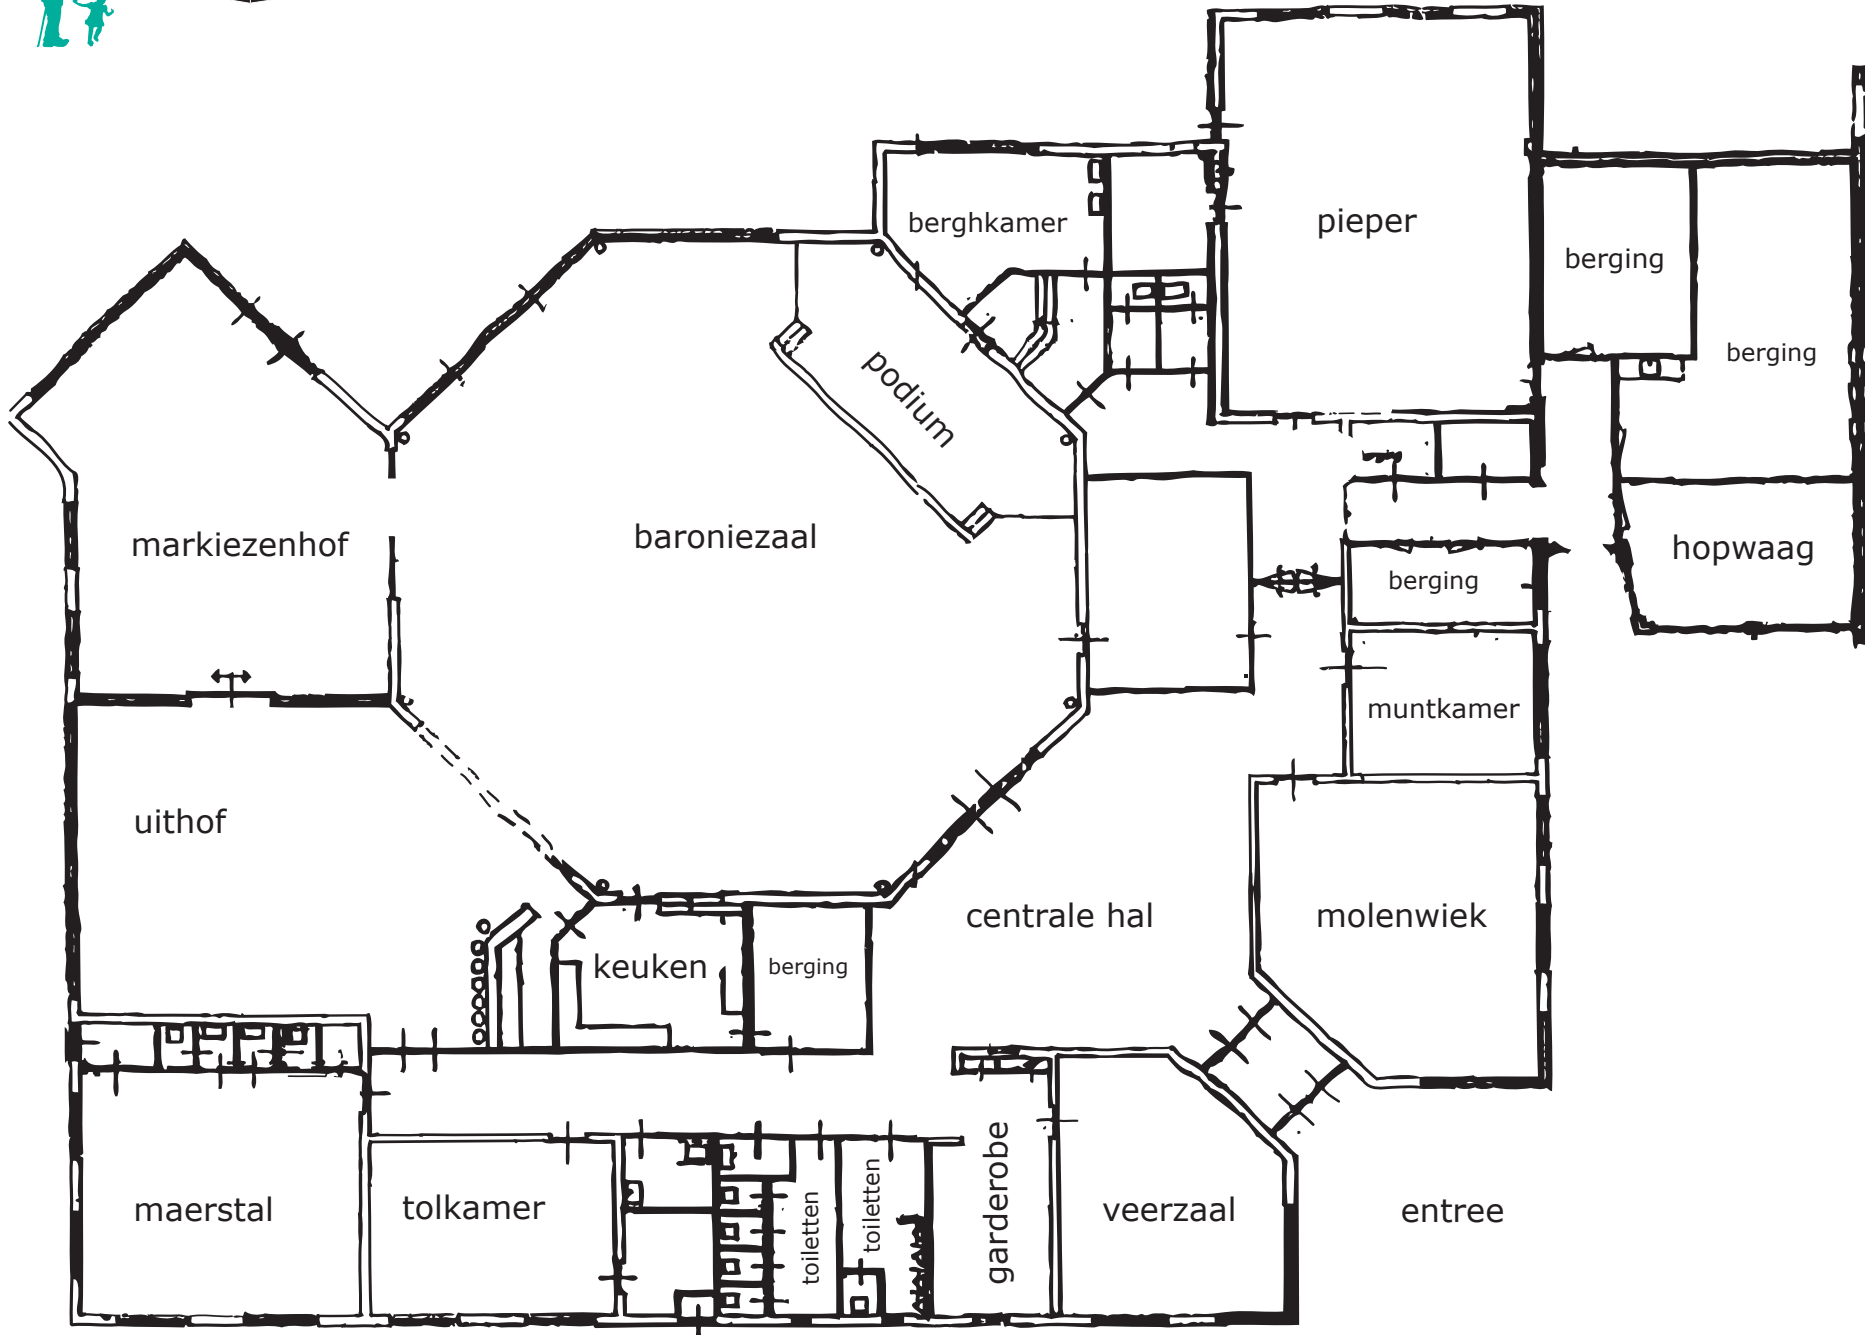 pieper
berghkamer
berging
berging
podium
markiezenhof
baroniezaal
hopwaag
berging
muntkamer
uithof
centrale hal
molenwiek
keuken
berging
maerstal
tolkamer
toiletten
toiletten
garderobe
veerzaal
entree